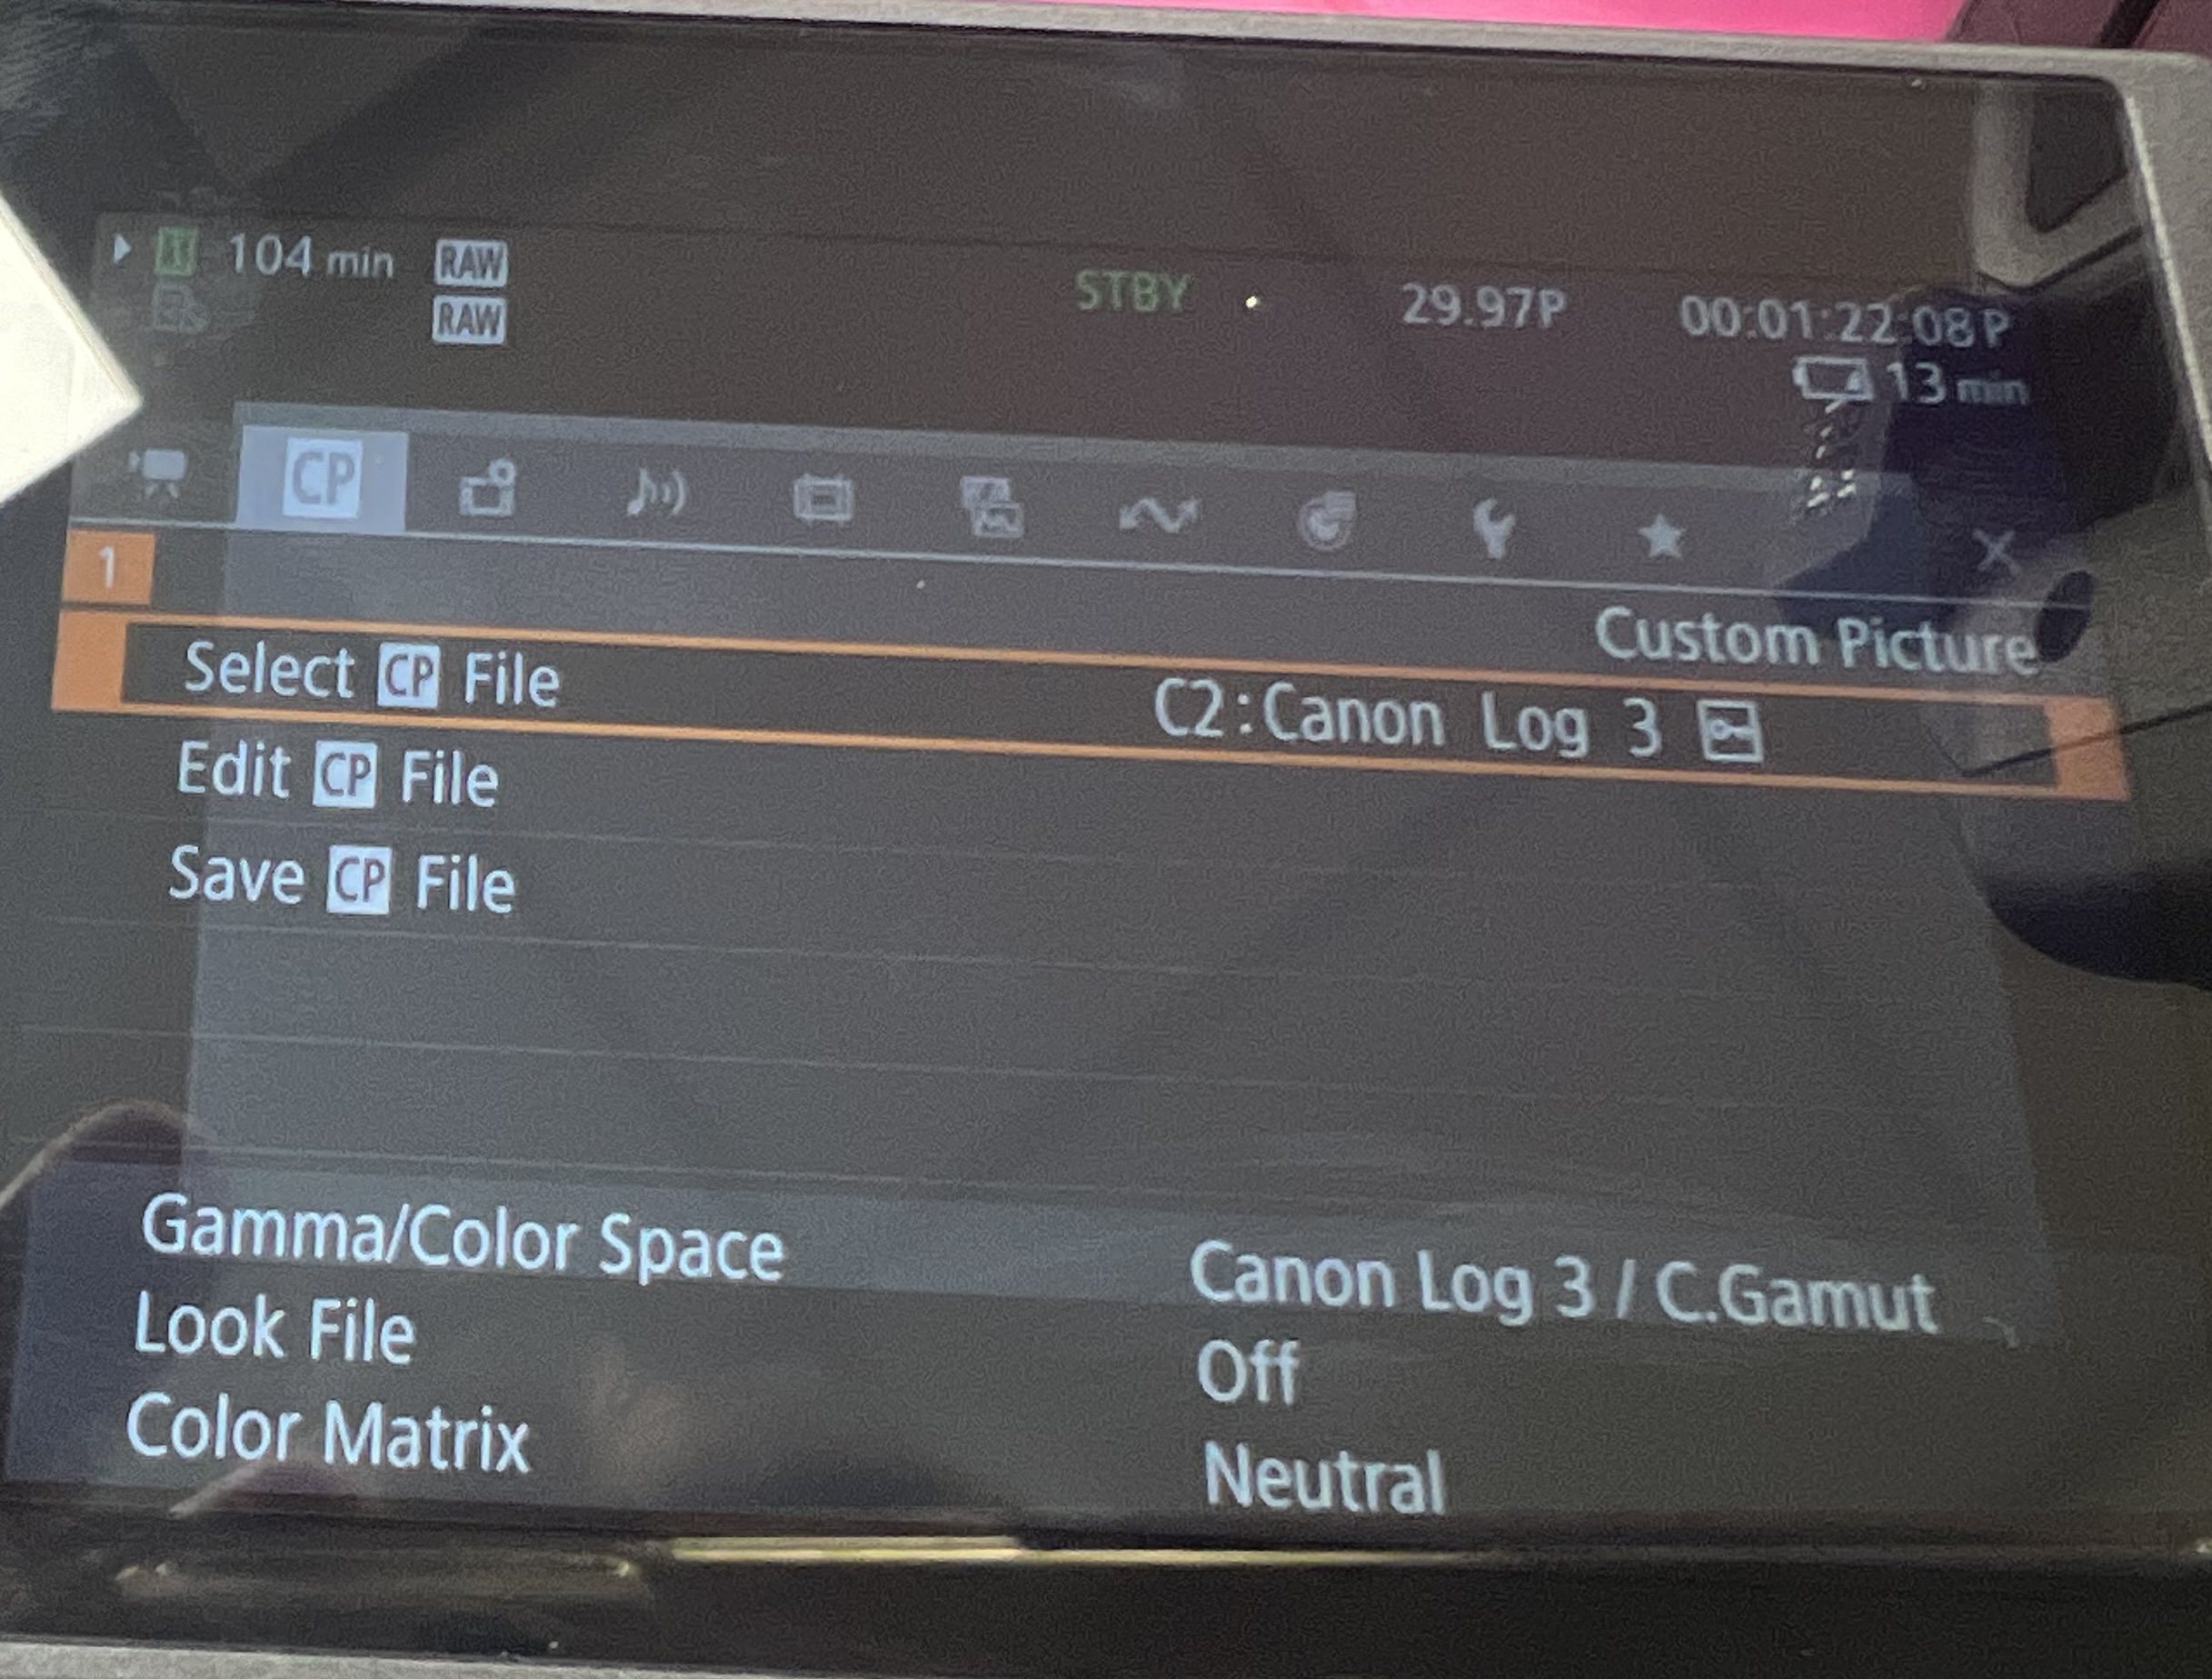 104 min RAW
RAW
STBY 29.97P 00:01:22:08P
13 min
CP
1
Custom Picture
Select CP File C2:Canon Log 3
Edit CP File
Save CP File
Gamma/Color Space Canon Log 3 / C.Gamut
Look File Off
Color Matrix Neutral